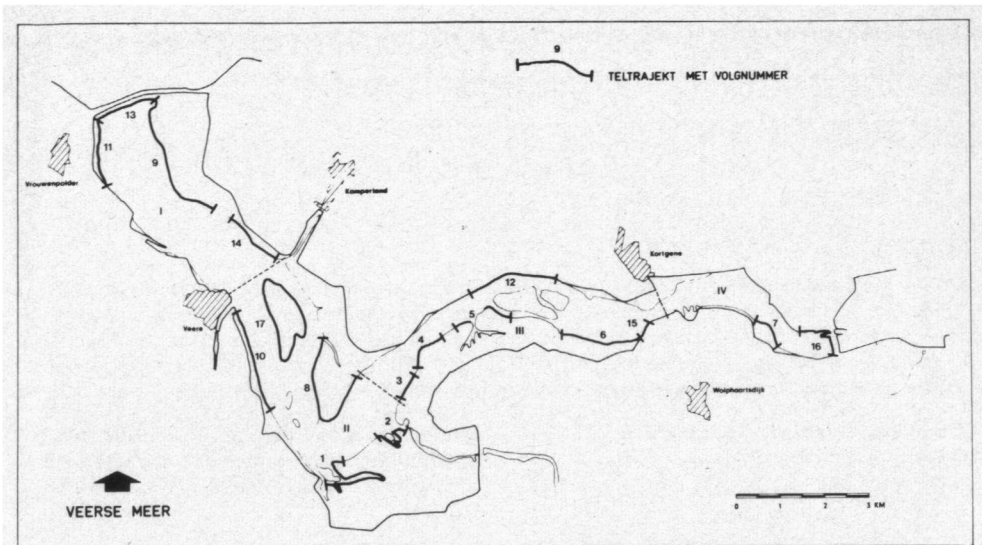 9
TELTRAJEKT MET VOLGNUMMER
13
11
9
Vrouwenpolder
Kamperland
I
14
Kortgene
12
IV
Veere
17
5
III
15
7
10
4
6
16
8
3
Wolphaartsdijk
2
II
1
VEERSE MEER
0 1 2 3 KM